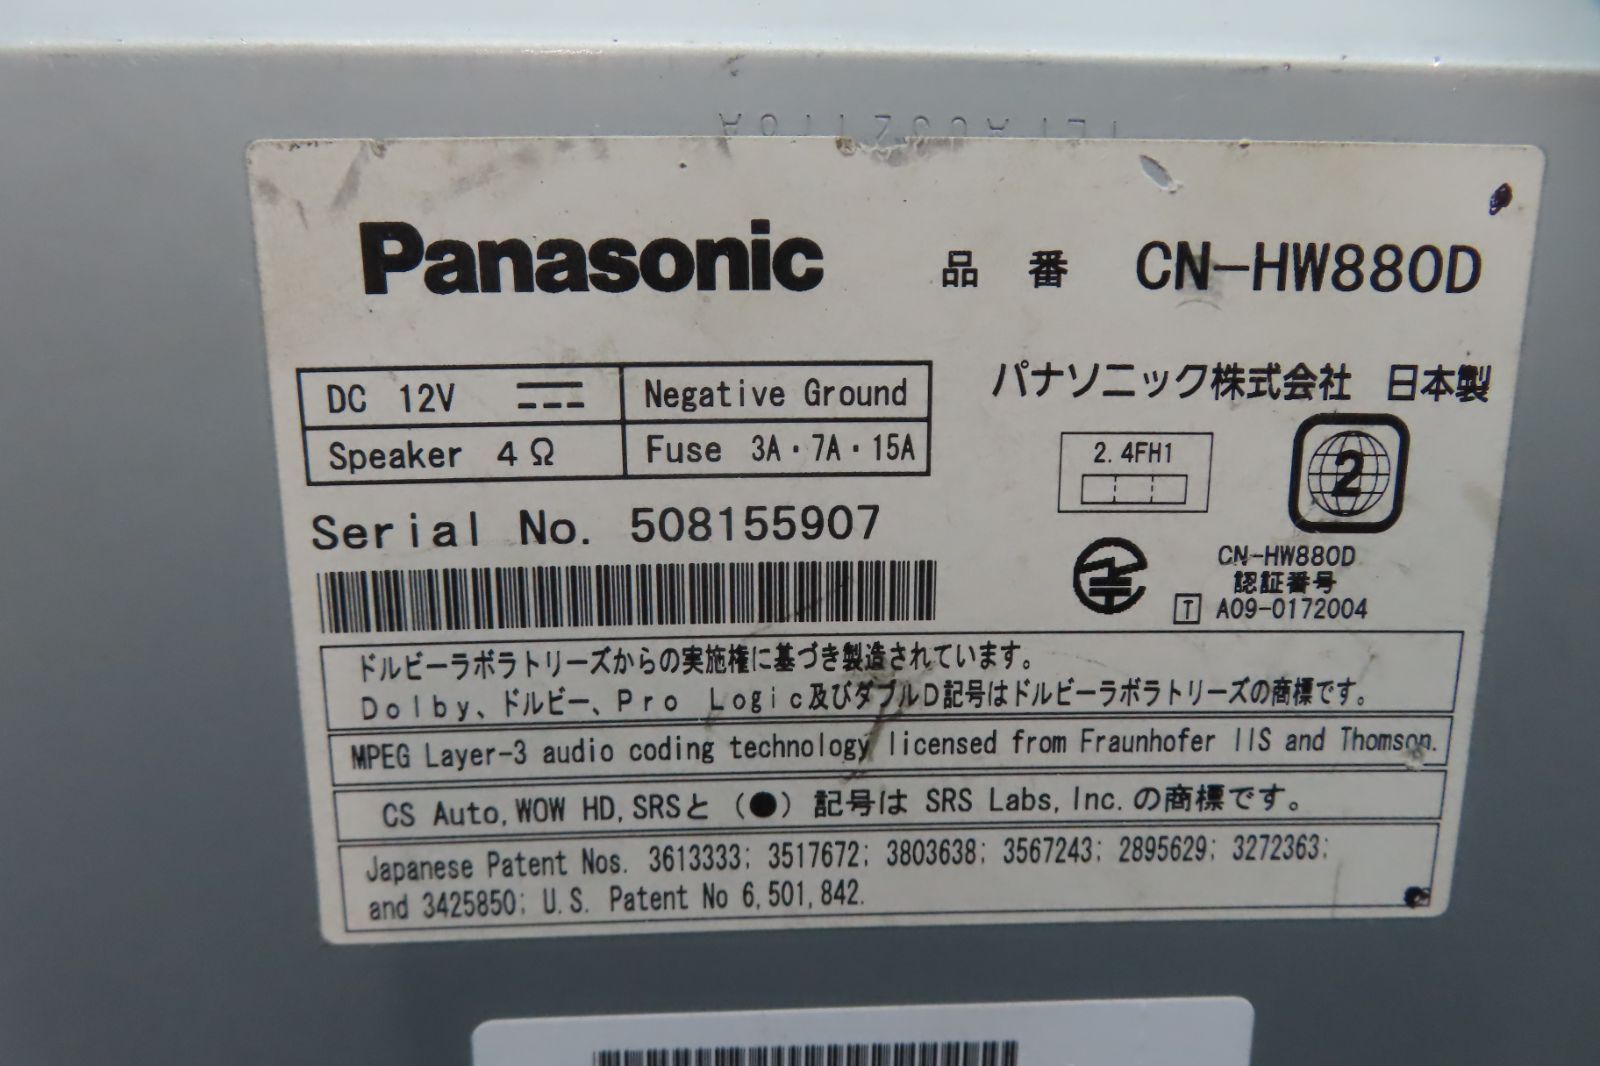 Panasonic 品番 CN-HW880D
DC 12V Negative Ground
Speaker 4Ω Fuse 3A・7A・15A
パナソニック株式会社 日本製
2.4FH1
2
Serial No. 508155907
CN-HW880D
認証番号
T A09-0172004
ドルビーラボラトリーズからの実施権に基づき製造されています。
Dolby、ドルビー、Pro Logic及びダブルD記号はドルビーラボラトリーズの商標です。
MPEG Layer-3 audio coding technology licensed from Fraunhofer IIS and Thomson.
CS Auto,WOW HD,SRSと(●)記号は SRS Labs,Inc.の商標です。
Japanese Patent Nos. 3613333; 3517672; 3803638; 3567243; 2895629; 3272363;
and 3425850; U.S. Patent No 6,501,842.